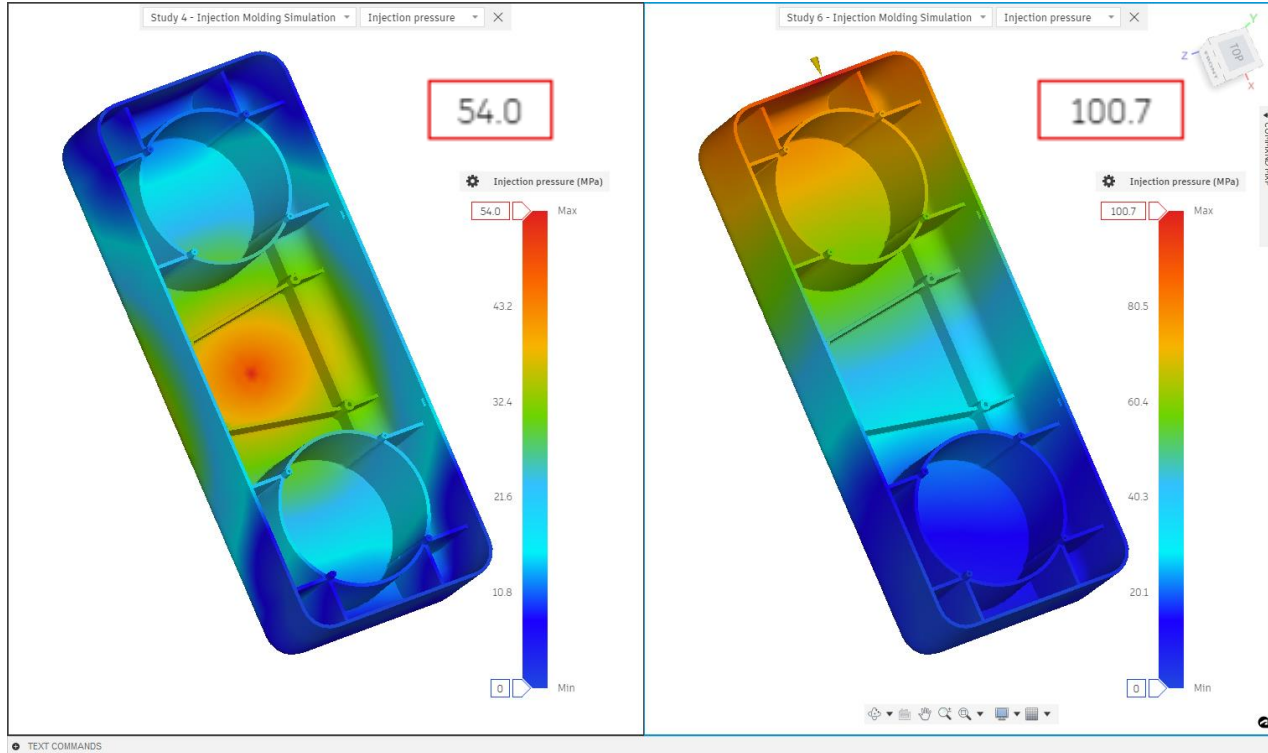 Study 4 - Injection Molding Simulation
Injection pressure
54.0
Injection pressure (MPa)
54.0
Max
43.2
32.4
21.6
10.8
0
Min
Study 6 - Injection Molding Simulation
Injection pressure
Y
Z
TOP
X
100.7
Injection pressure (MPa)
100.7
Max
80.5
60.4
40.3
20.1
0
Min
TEXT COMMANDS